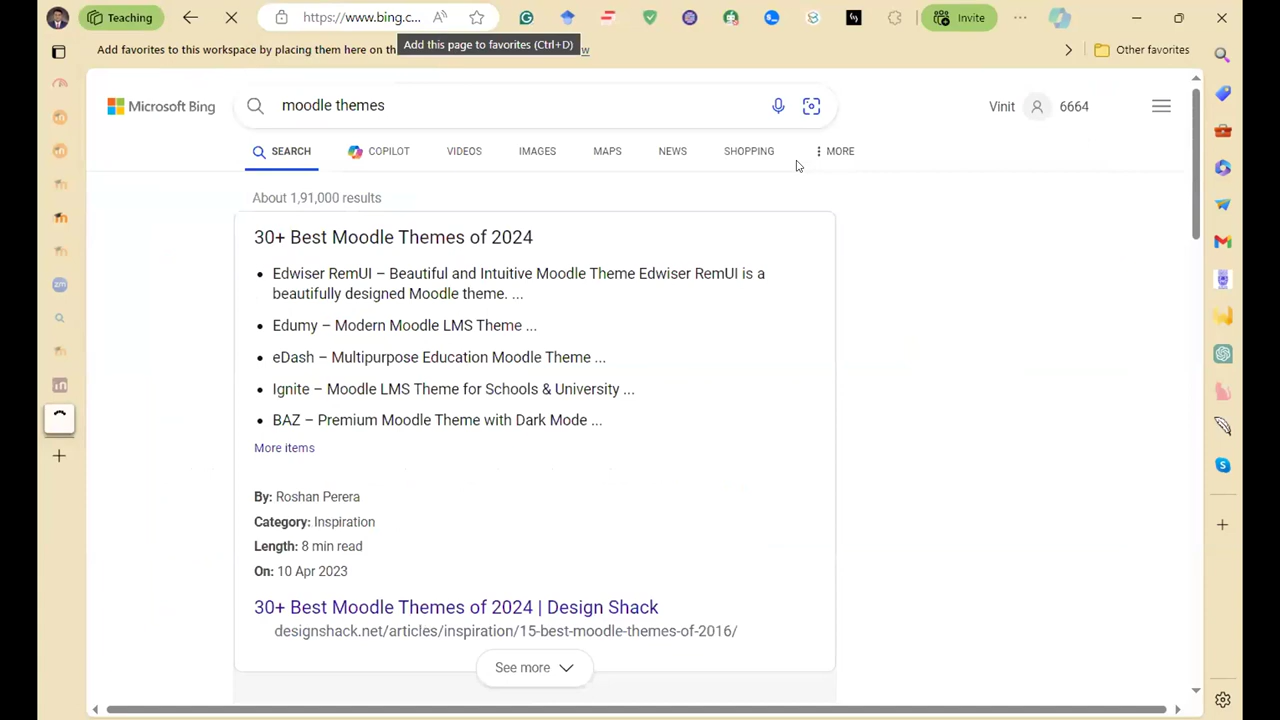 Teaching
https://www.bing.c...
Invite
Add favorites to this workspace by placing them here on th
w
Other favorites
Add this page to favorites (Ctrl+D)
Microsoft Bing
moodle themes
Vinit
6664
SEARCH
COPILOT
VIDEOS
IMAGES
MAPS
NEWS
SHOPPING
MORE
About 1,91,000 results
30+ Best Moodle Themes of 2024
• Edwiser RemUI – Beautiful and Intuitive Moodle Theme Edwiser RemUI is a
beautifully designed Moodle theme. ...
• Edumy – Modern Moodle LMS Theme ...
• eDash – Multipurpose Education Moodle Theme ...
• Ignite – Moodle LMS Theme for Schools & University ...
• BAZ – Premium Moodle Theme with Dark Mode ...
More items
By: Roshan Perera
Category: Inspiration
Length: 8 min read
On: 10 Apr 2023
30+ Best Moodle Themes of 2024 | Design Shack
designshack.net/articles/inspiration/15-best-moodle-themes-of-2016/
See more